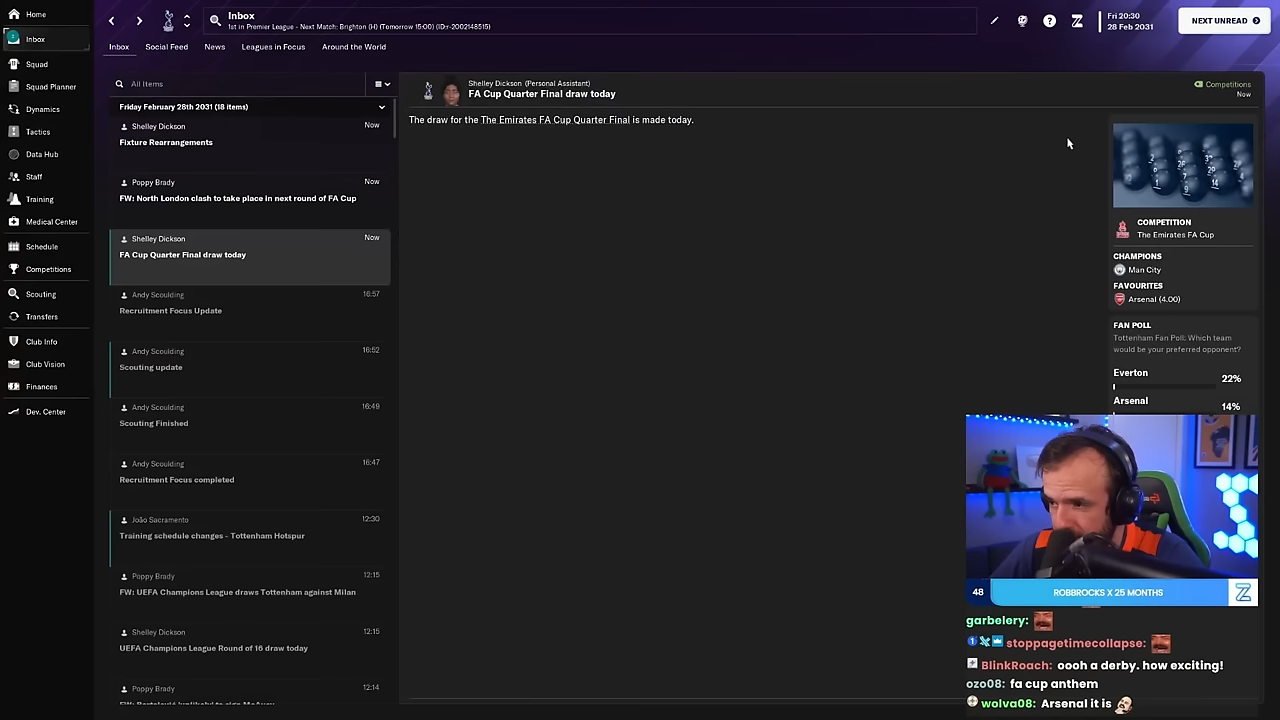 Home
Inbox
Squad
Squad Planner
Dynamics
Tactics
Data Hub
Staff
Training
Medical Center
Schedule
Competitions
Scouting
Transfers
Club Info
Club Vision
Finances
Dev. Center
Inbox
1st in Premier League - Next Match: Brighton (H) (Tomorrow 15:00) (ID:r-2002148515)
Fri 20:30
28 Feb 2031
NEXT UNREAD
Inbox
Social Feed
News
Leagues in Focus
Around the World
All Items
Friday February 28th 2031 (18 items)
Shelley Dickson
Now
Fixture Rearrangements
Poppy Brady
Now
FW: North London clash to take place in next round of FA Cup
Shelley Dickson
Now
FA Cup Quarter Final draw today
Andy Scoulding
16:57
Recruitment Focus Update
Andy Scoulding
16:52
Scouting update
Andy Scoulding
16:49
Scouting Finished
Andy Scoulding
16:47
Recruitment Focus completed
João Sacramento
12:30
Training schedule changes - Tottenham Hotspur
Poppy Brady
12:15
FW: UEFA Champions League draws Tottenham against Milan
Shelley Dickson
12:15
UEFA Champions League Round of 16 draw today
Poppy Brady
12:14
Shelley Dickson (Personal Assistant)
FA Cup Quarter Final draw today
Competitions
Now
The draw for the The Emirates FA Cup Quarter Final is made today.
COMPETITION
The Emirates FA Cup
CHAMPIONS
Man City
FAVOURITES
Arsenal (4.00)
FAN POLL
Tottenham Fan Poll: Which team
would be your preferred opponent?
Everton
22%
Arsenal
14%
48
ROBBROCKS X 25 MONTHS
garbelery:
stoppagetimecollapse:
BlinkRoach: oooh a derby. how exciting!
ozo08: fa cup anthem
wolva08: Arsenal it is